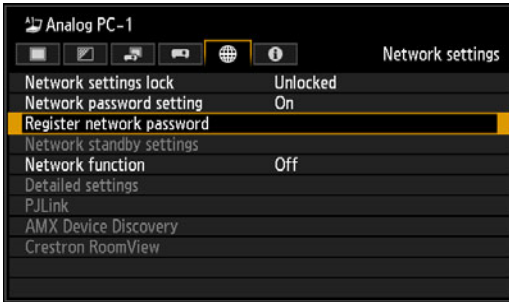 Analog PC-1
Network settings
Network settings lock Unlocked
Network password setting On
Register network password
Network standby settings
Network function Off
Detailed settings
PJLink
AMX Device Discovery
Crestron RoomView